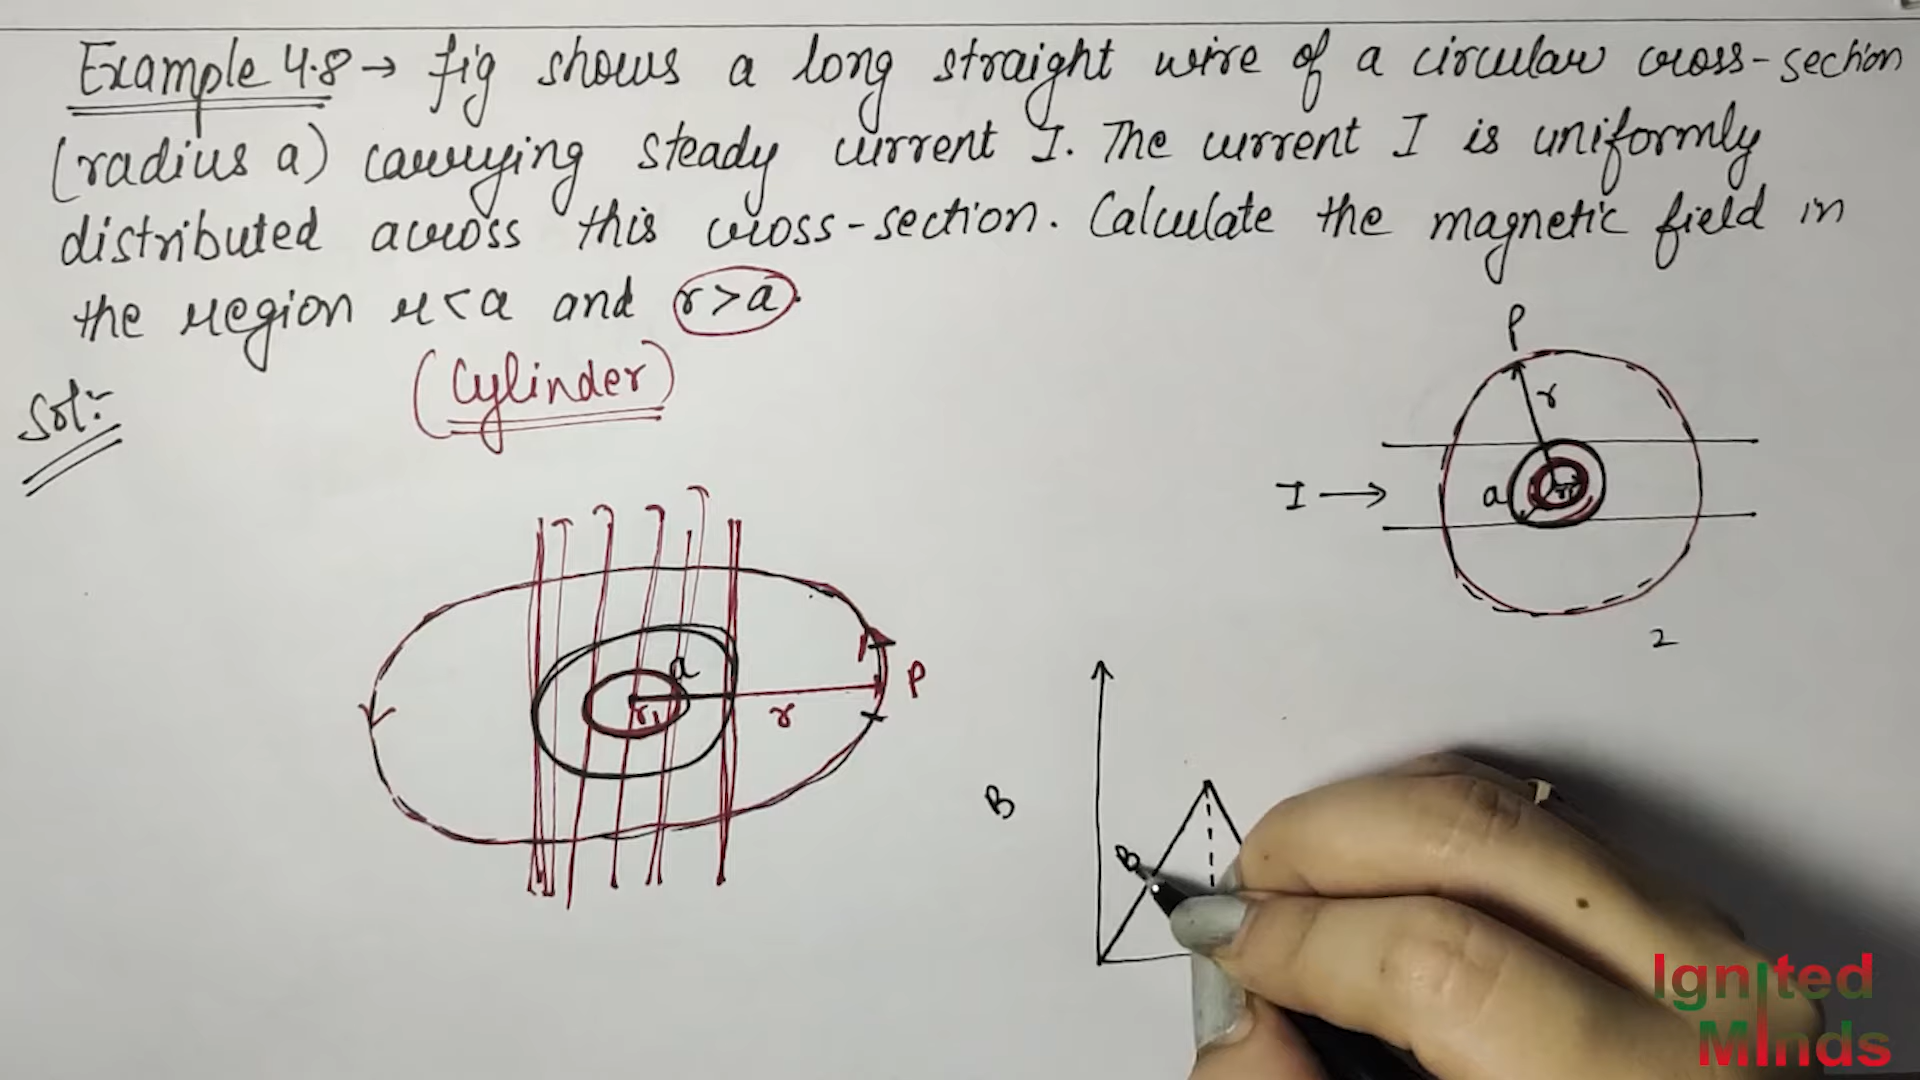 Example 4.8 → fig shows a long straight wire of a circular cross-section
(radius a) carrying steady current I. The current I is uniformly
distributed across this cross-section. Calculate the magnetic field in
the region r < a and r > a.
(Cylinder)
Sol:-
P
r
I →
a
r₁
2
a
P
r₁
r
B
B
Ignited
Minds